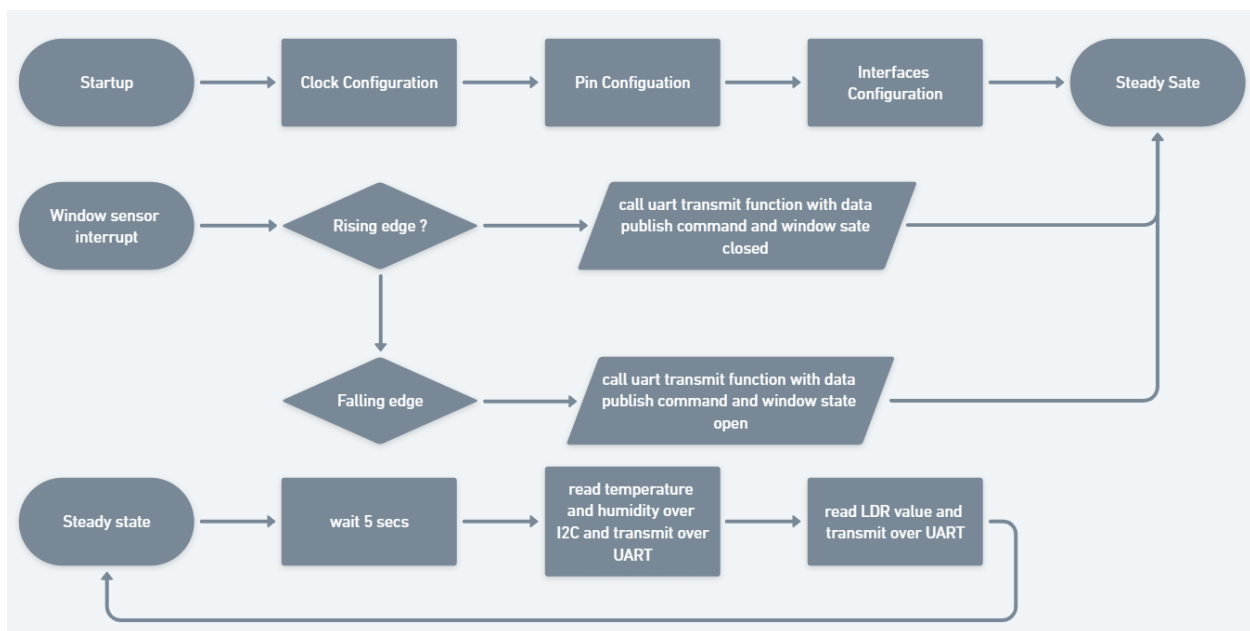 Startup
Clock Configuration
Pin Configuation
Interfaces
Configuration
Steady Sate
Window sensor
interrupt
Rising edge ?
call uart transmit function with data
publish command and window sate
closed
Falling edge
call uart transmit function with data
publish command and window state
open
Steady state
wait 5 secs
read temperature
and humidity over
I2C and transmit over
UART
read LDR value and
transmit over UART